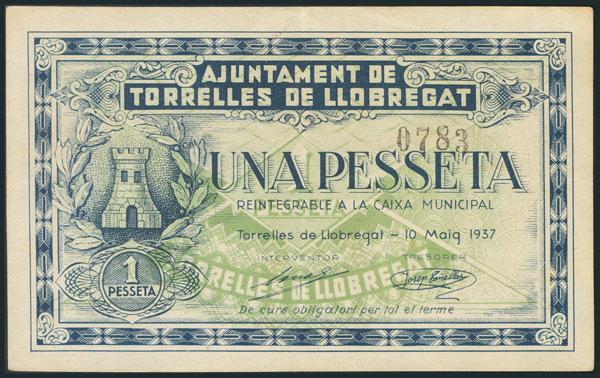 AJUNTAMENT DE
TORRELLES DE LLOBREGAT
0783
UNA PESSETA
REINTEGRABLE A LA CAIXA MUNICIPAL
PESSETA
Torrelles de Llobregat — 10 Maig 1937
INTERVENTOR TRESORER
1
PESSETA
TORRELLES DE LLOBREGAT
De curs obligatori per tot el terme